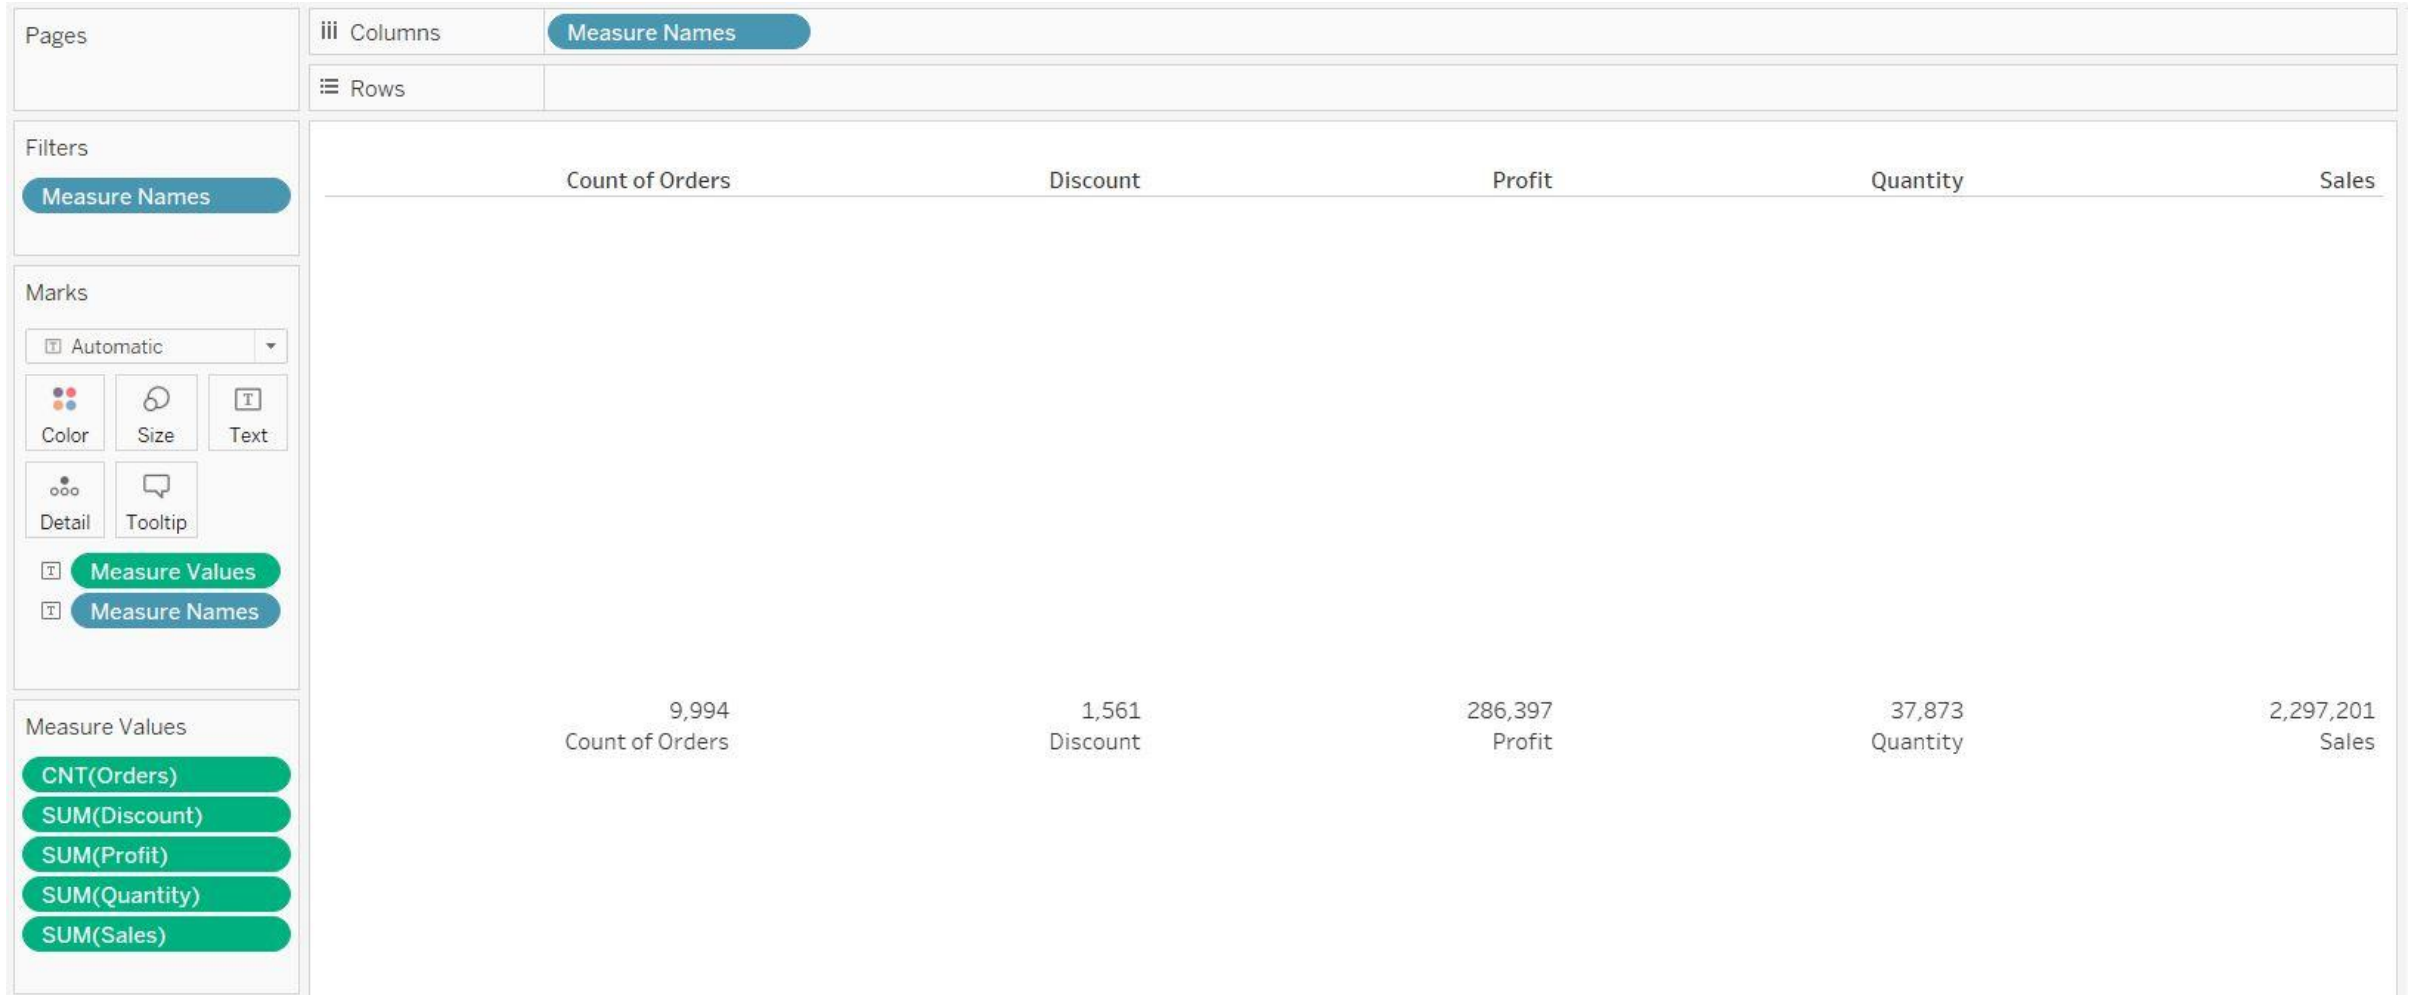 Pages
Columns Measure Names
Rows
Filters
Measure Names
Marks
Automatic
Color Size Text
Detail Tooltip
Measure Values
Measure Names
Measure Values
CNT(Orders)
SUM(Discount)
SUM(Profit)
SUM(Quantity)
SUM(Sales)
Count of Orders Discount Profit Quantity Sales
9,994 1,561 286,397 37,873 2,297,201
Count of Orders Discount Profit Quantity Sales